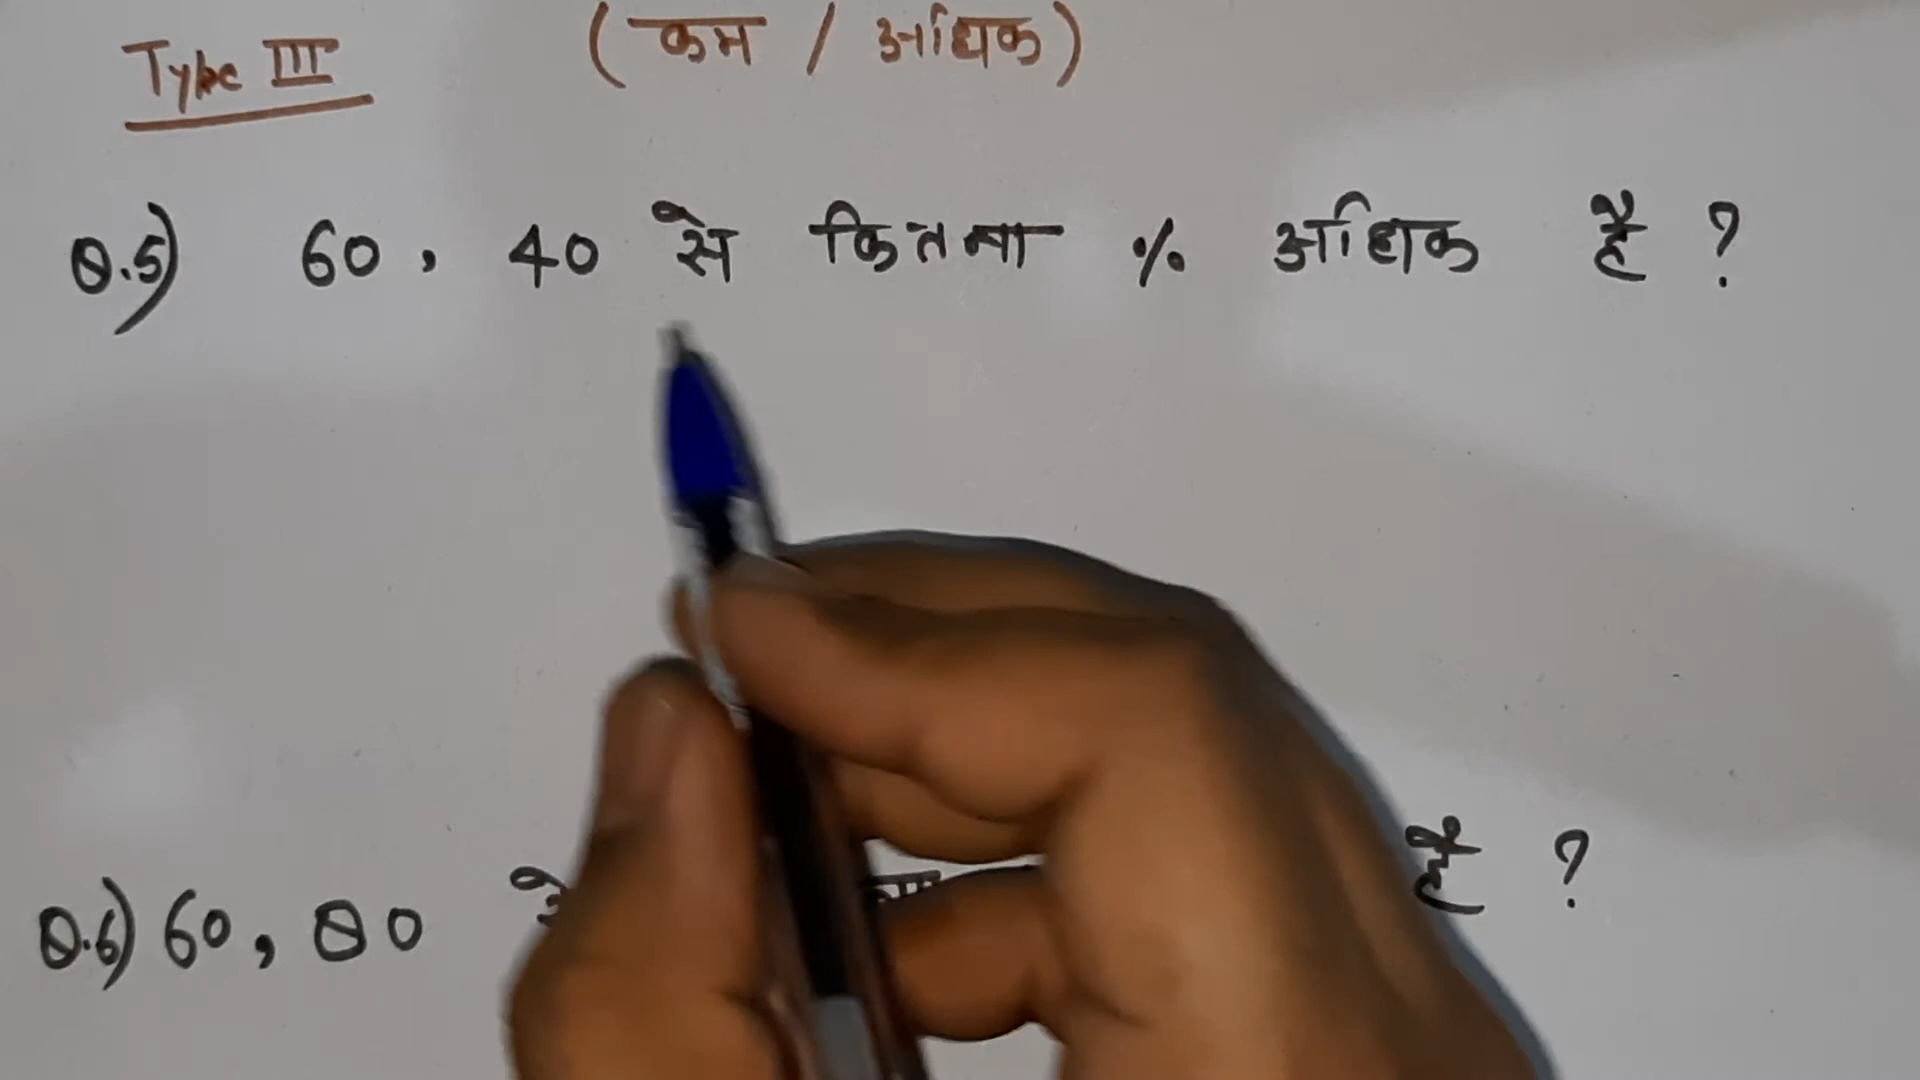 Type III (कम / अधिक)
Q.5) 60, 40 से कितना % अधिक है ?
Q.6) 60, 80 है ?